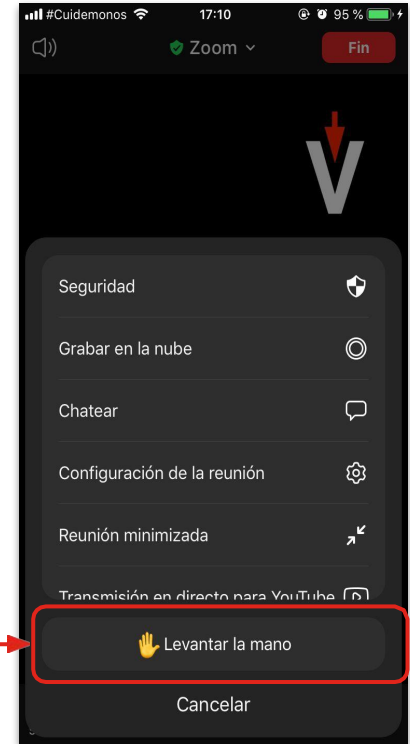 #Cuidemonos 17:10 95 %
Zoom Fin
V
Seguridad
Grabar en la nube
Chatear
Configuración de la reunión
Reunión minimizada
Transmisión en directo para YouTube
Levantar la mano
Cancelar